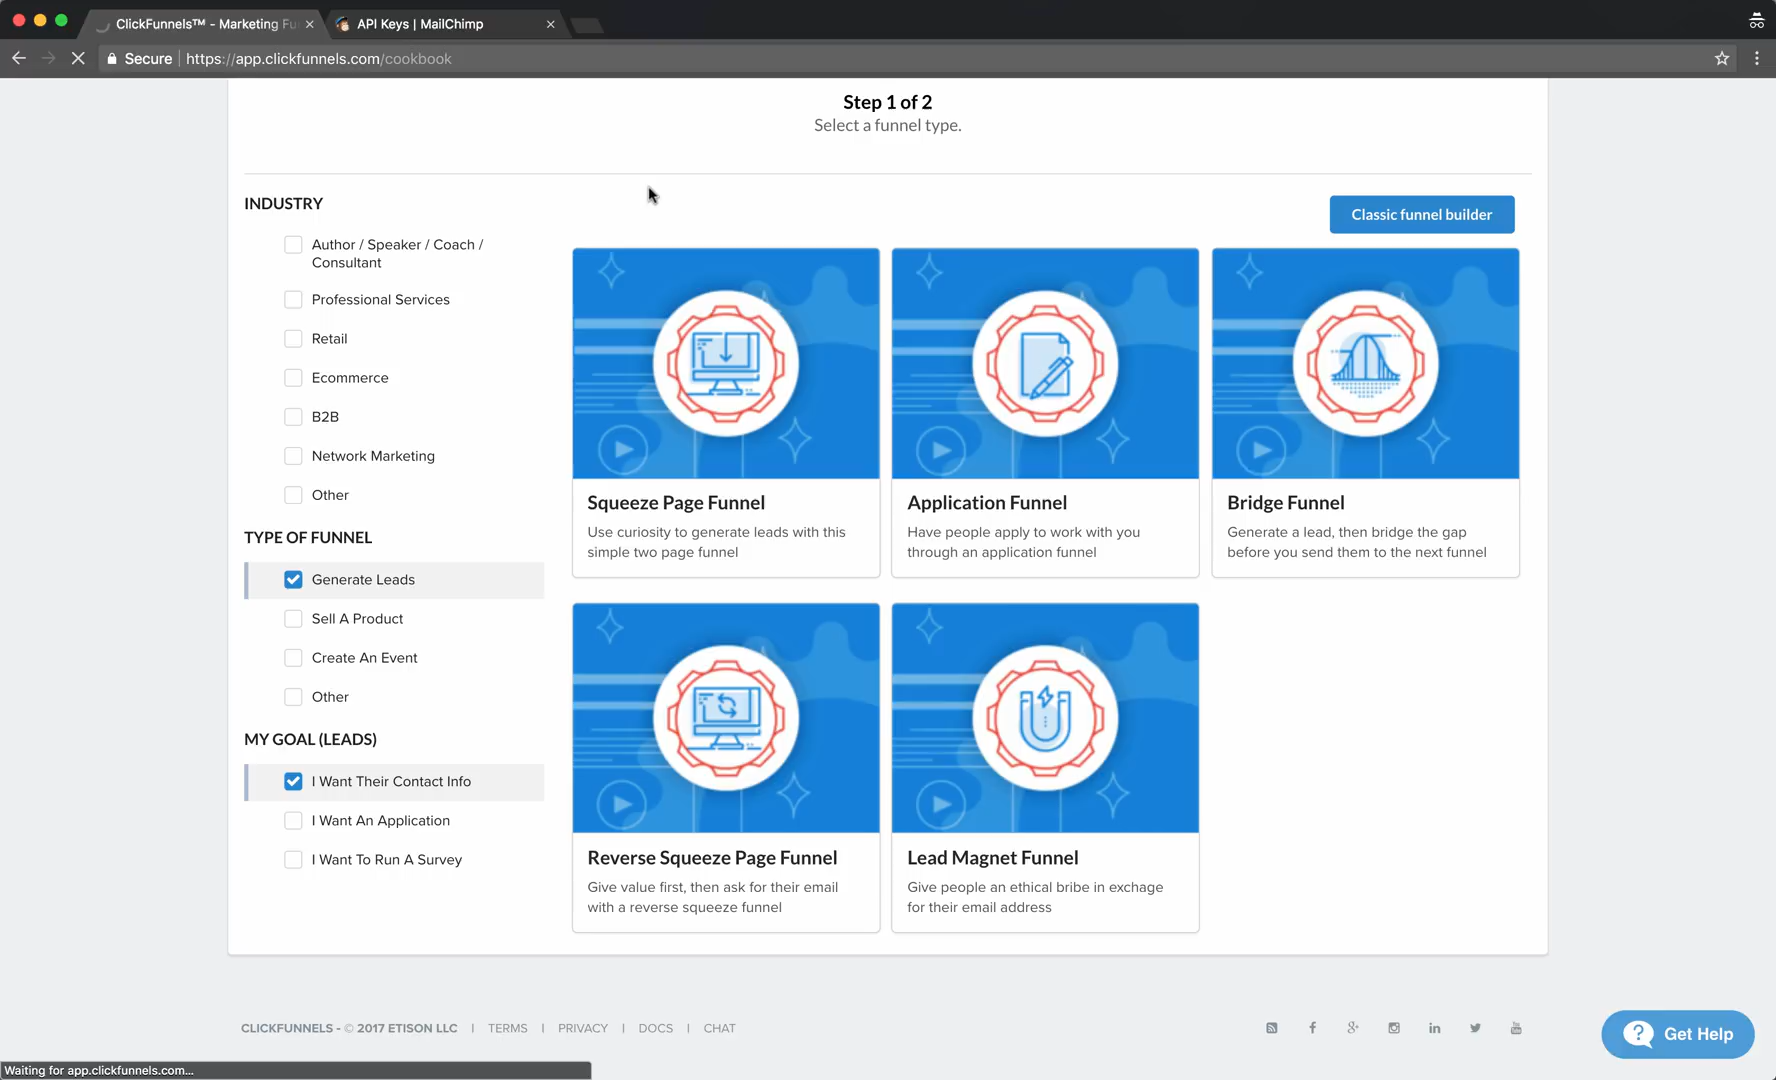 ClickFunnels™ - Marketing Fu
API Keys | MailChimp
Secure
https://app.clickfunnels.com/cookbook
Step 1 of 2
Select a funnel type.
INDUSTRY
Classic funnel builder
Author / Speaker / Coach /
Consultant
Professional Services
Retail
Ecommerce
B2B
Network Marketing
Other
TYPE OF FUNNEL
Generate Leads
Sell A Product
Create An Event
Other
MY GOAL (LEADS)
I Want Their Contact Info
I Want An Application
I Want To Run A Survey
Squeeze Page Funnel
Use curiosity to generate leads with this
simple two page funnel
Application Funnel
Have people apply to work with you
through an application funnel
Bridge Funnel
Generate a lead, then bridge the gap
before you send them to the next funnel
Reverse Squeeze Page Funnel
Give value first, then ask for their email
with a reverse squeeze funnel
Lead Magnet Funnel
Give people an ethical bribe in exchage
for their email address
CLICKFUNNELS - © 2017 ETISON LLC | TERMS | PRIVACY | DOCS | CHAT
Get Help
Waiting for app.clickfunnels.com...